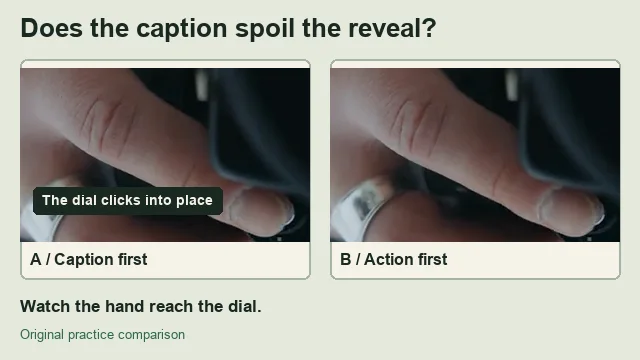 Does the caption spoil the reveal?
The dial clicks into place
A / Caption first
B / Action first
Watch the hand reach the dial.
Original practice comparison